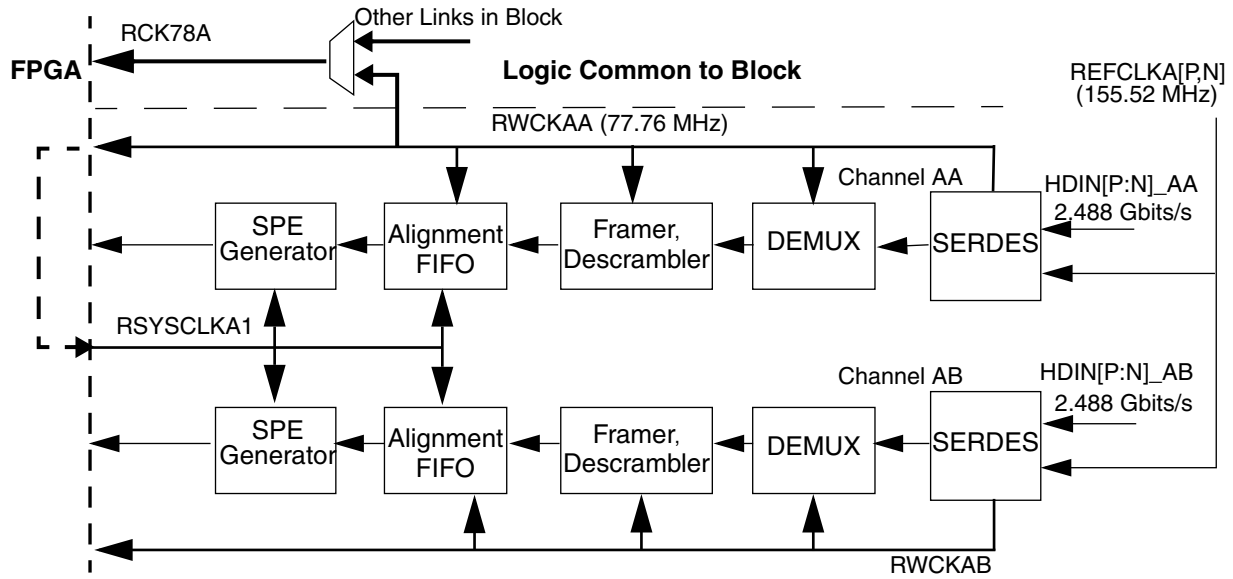 Other Links in Block
RCK78A
FPGA
Logic Common to Block
REFCLKA[P,N]
(155.52 MHz)
RWCKAA (77.76 MHz)
Channel AA
HDIN[P:N]_AA
2.488 Gbits/s
SPE
Generator
Alignment
FIFO
Framer,
Descrambler
DEMUX
SERDES
RSYSCLKA1
Channel AB
HDIN[P:N]_AB
2.488 Gbits/s
SPE
Generator
Alignment
FIFO
Framer,
Descrambler
DEMUX
SERDES
RWCKAB